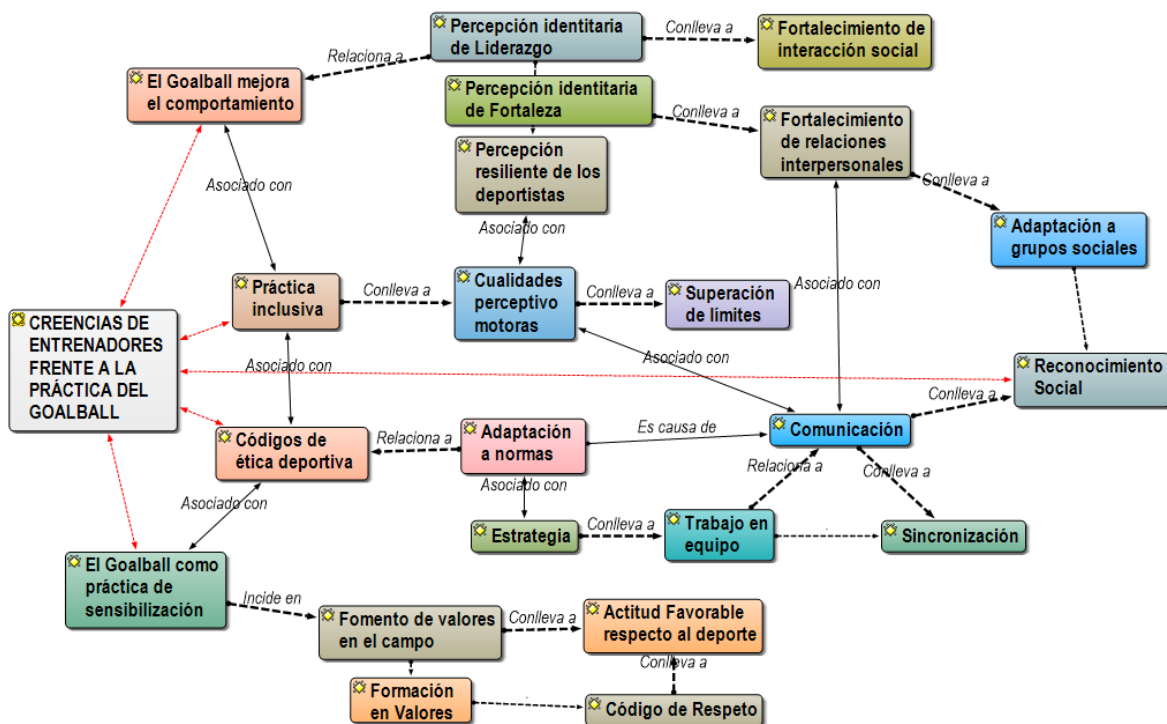 Percepción identitaria
de Liderazgo
Conlleva a
Fortalecimiento de
interacción social
Relaciona a
El Goalball mejora
el comportamiento
Percepción identitaria
de Fortaleza
Conlleva a
Fortalecimiento
de relaciones
interpersonales
Percepción
resiliente de los
deportistas
Asociado con
Conlleva a
Adaptación a
grupos sociales
Asociado con
Práctica
inclusiva
Conlleva a
Cualidades
perceptivo
motoras
Conlleva a
Superación
de límites
Asociado con
CREENCIAS DE
ENTRENADORES
FRENTE A LA
PRÁCTICA DEL
GOALBALL
Asociado con
Asociado con
Reconocimiento
Social
Conlleva a
Códigos de
ética deportiva
Relaciona a
Adaptación
a normas
Es causa de
Comunicación
Asociado con
Asociado con
Relaciona a
Conlleva a
Estrategia
Conlleva a
Trabajo en
equipo
Sincronización
El Goalball como
práctica de
sensibilización
Incide en
Fomento de valores
en el campo
Conlleva a
Actitud Favorable
respecto al deporte
Conlleva a
Formación
en Valores
Código de Respeto